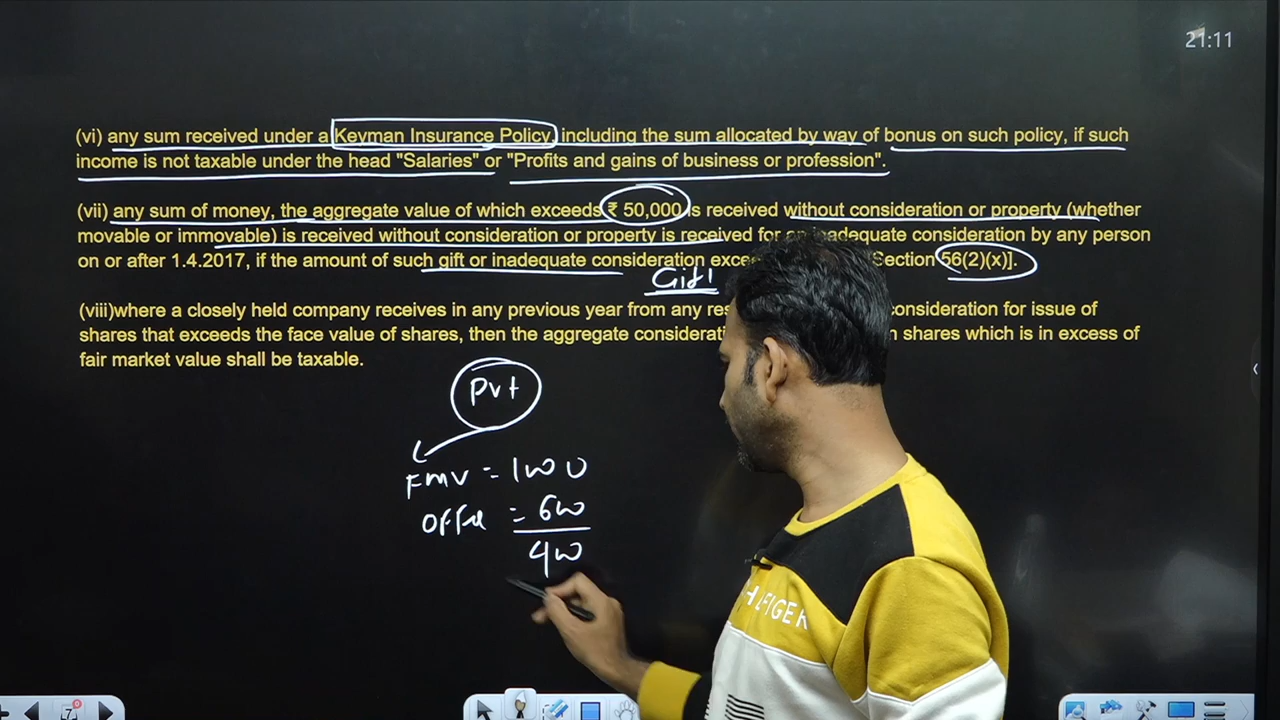 21:11
(vi) any sum received under a Keyman Insurance Policy, including the sum allocated by way of bonus on such policy, if such
income is not taxable under the head "Salaries" or "Profits and gains of business or profession".
(vii) any sum of money, the aggregate value of which exceeds ₹ 50,000 is received without consideration or property (whether
movable or immovable) is received without consideration or property is received for an inadequate consideration by any person
on or after 1.4.2017, if the amount of such gift or inadequate consideration [Section 56(2)(x)].
Gift
(viii)where a closely held company receives in any previous year from any consideration for issue of
shares that exceeds the face value of shares, then the aggregate shares which is in excess of
fair market value shall be taxable.
Pvt
FMV = 1000
Offer = 600
400
HILFIGER
7